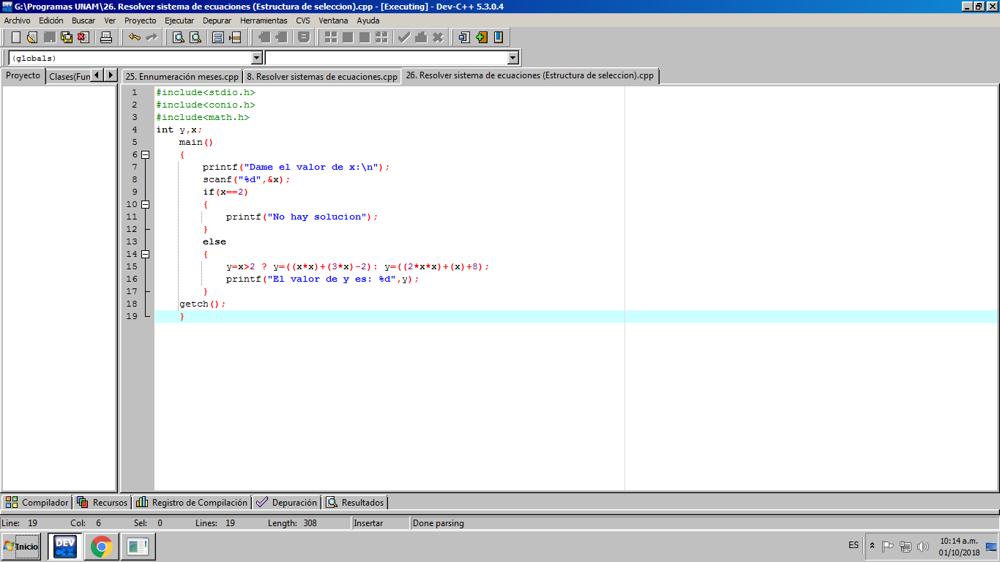 G:\Programas UNAM\26. Resolver sistema de ecuaciones (Estructura de seleccion).cpp - [Executing] - Dev-C++ 5.3.0.4
Archivo Edición Buscar Ver Proyecto Ejecutar Depurar Herramientas CVS Ventana Ayuda
(globals)
Proyecto Clases(Fun 25. Ennumeración meses.cpp 8. Resolver sistemas de ecuaciones.cpp 26. Resolver sistema de ecuaciones (Estructura de seleccion).cpp
1 #include<stdio.h>
2 #include<conio.h>
3 #include<math.h>
4 int y,x;
5 main()
6 {
7 printf("Dame el valor de x:\n");
8 scanf("%d",&x);
9 if(x==2)
10 {
11 printf("No hay solucion");
12 }
13 else
14 {
15 y=x>2 ? y=((x*x)+(3*x)-2): y=((2*x*x)+(x)+8);
16 printf("El valor de y es: %d",y);
17 }
18 getch();
19 }
Compilador Recursos Registro de Compilación Depuración Resultados
Line: 19 Col: 6 Sel: 0 Lines: 19 Length: 308 Insertar Done parsing
Inicio DEV C++ ES 10:14 a.m.
01/10/2018